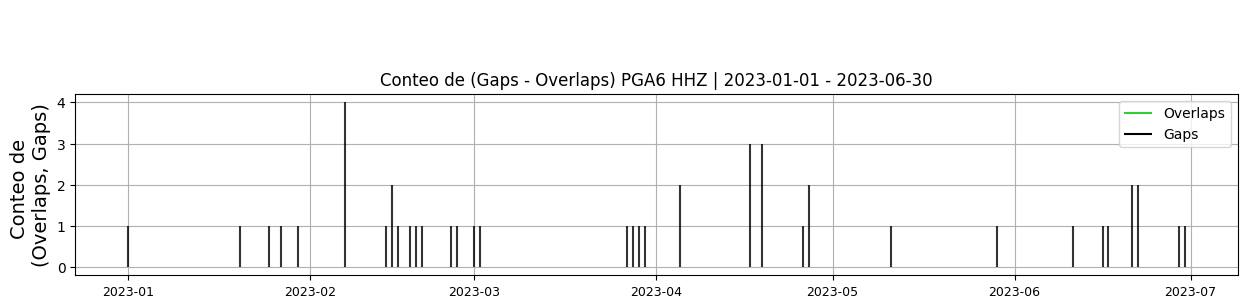 Conteo de (Gaps - Overlaps) PGA6 HHZ | 2023-01-01 - 2023-06-30
Conteo de
(Overlaps, Gaps)
4
3
2
1
0
Overlaps
Gaps
2023-01 2023-02 2023-03 2023-04 2023-05 2023-06 2023-07